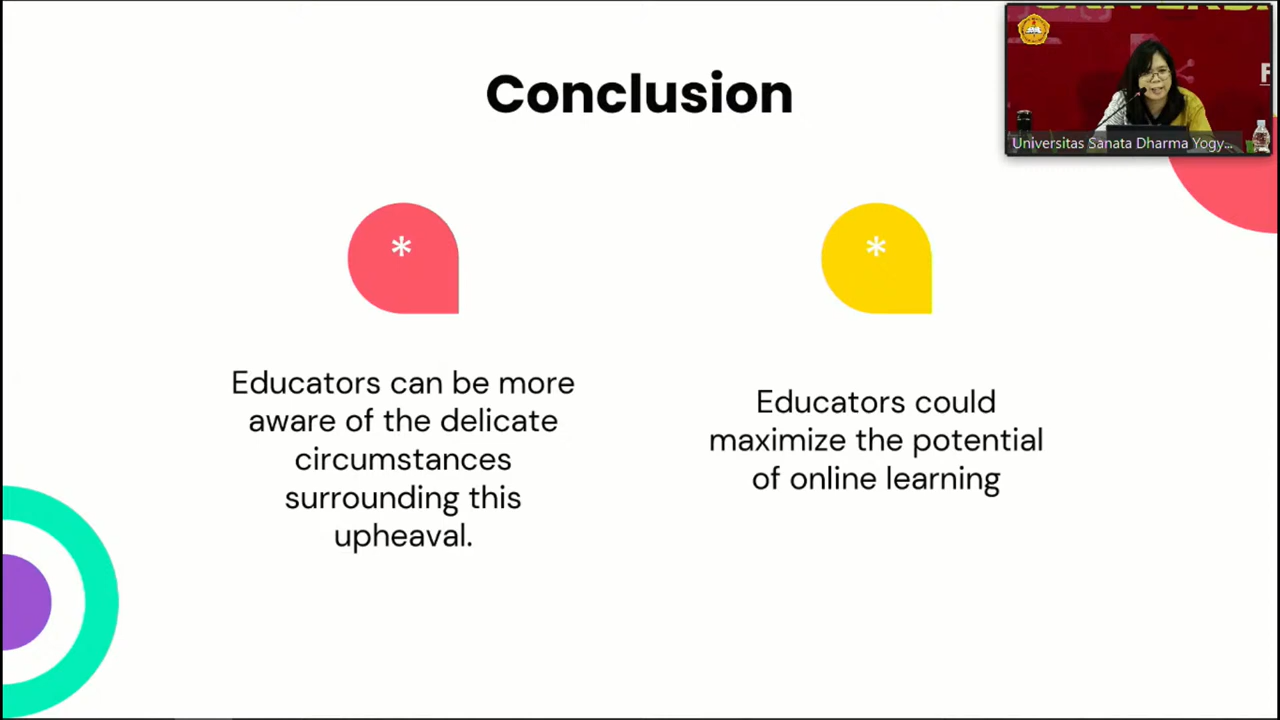 Conclusion
*
*
Educators can be more
aware of the delicate
circumstances
surrounding this
upheaval.
Educators could
maximize the potential
of online learning
Universitas Sanata Dharma Yogy...